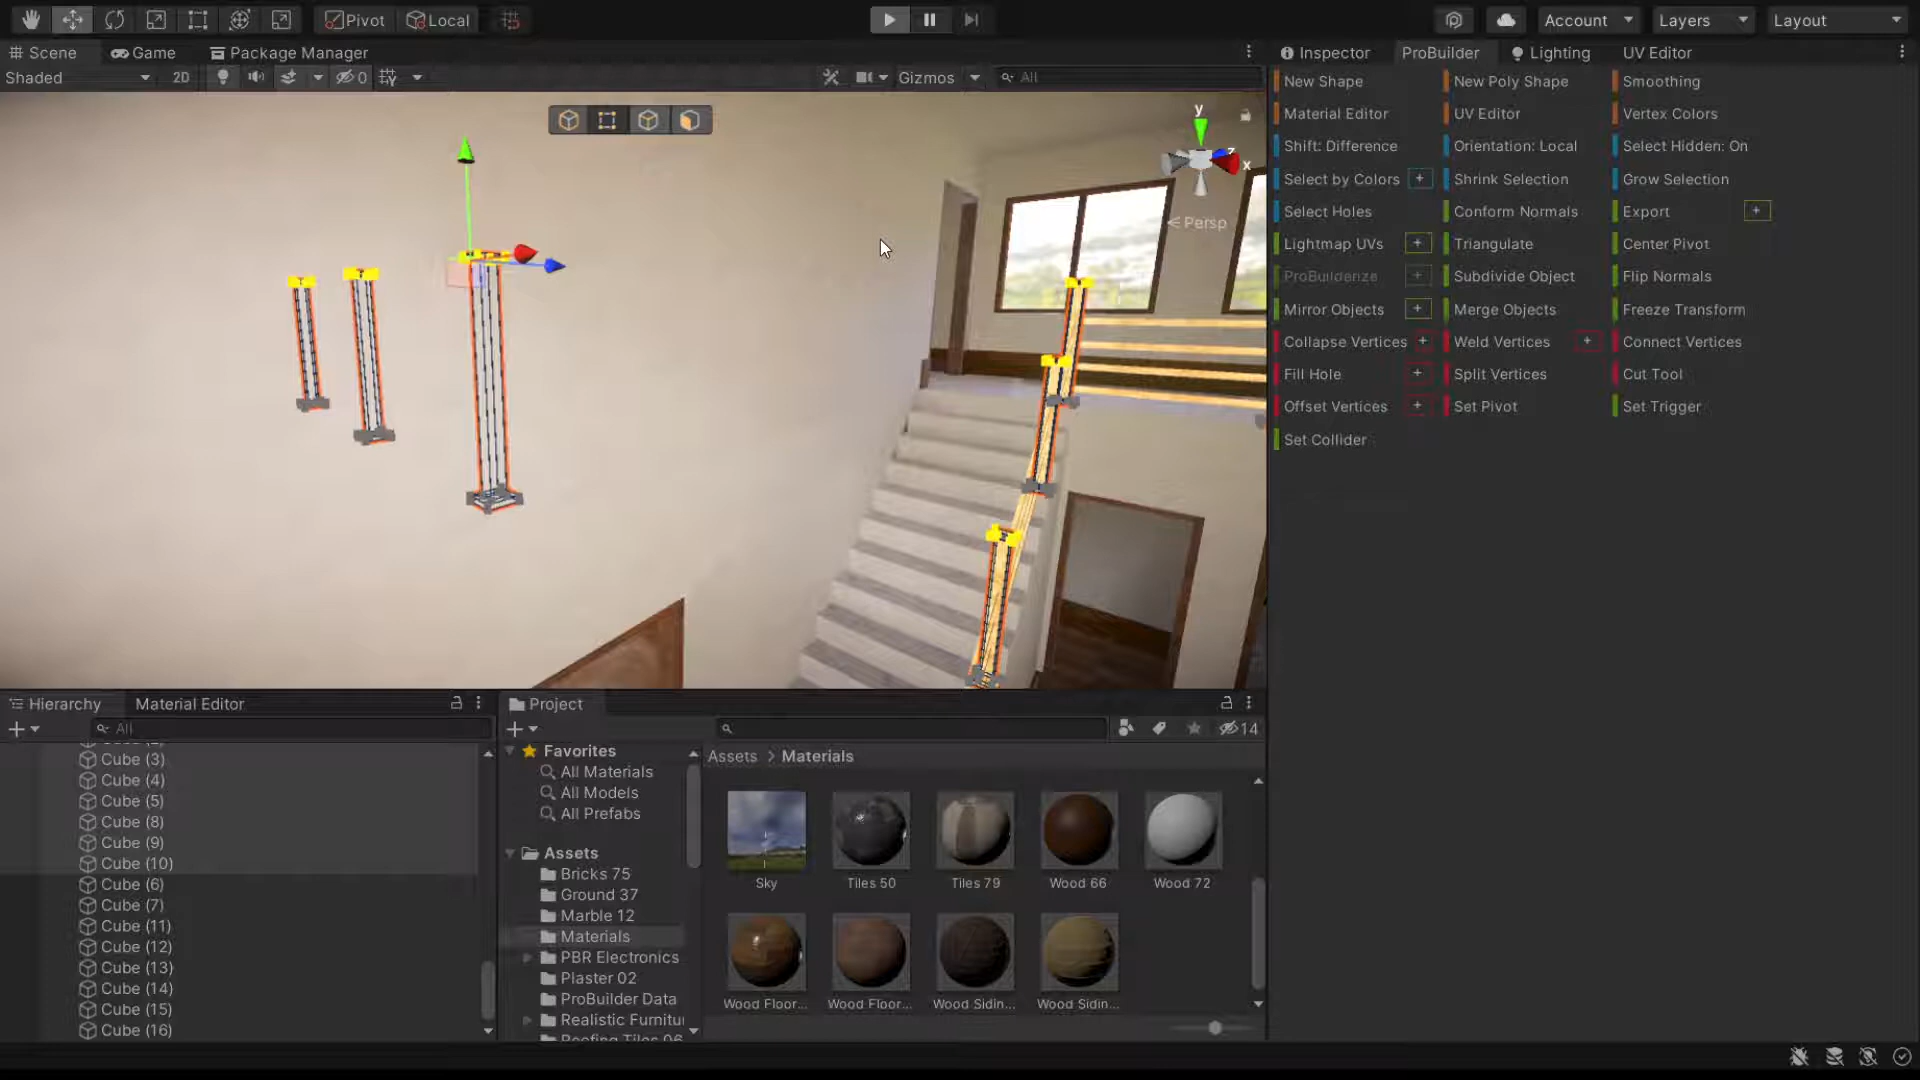 Pivot Local Account Layers Layout
Scene Game Package Manager Inspector ProBuilder Lighting UV Editor
Shaded 2D 0 Gizmos All
New Shape New Poly Shape Smoothing
Material Editor UV Editor Vertex Colors
Shift: Difference Orientation: Local Select Hidden: On
Select by Colors + Shrink Selection Grow Selection
Select Holes Conform Normals Export +
Lightmap UVs + Triangulate Center Pivot
ProBuilderize + Subdivide Object Flip Normals
Mirror Objects + Merge Objects Freeze Transform
Collapse Vertices + Weld Vertices + Connect Vertices
Fill Hole + Split Vertices Cut Tool
Offset Vertices + Set Pivot Set Trigger
Set Collider
y
z
x
< Persp
Hierarchy Material Editor
All
Cube (3)
Cube (4)
Cube (5)
Cube (8)
Cube (9)
Cube (10)
Cube (6)
Cube (7)
Cube (11)
Cube (12)
Cube (13)
Cube (14)
Cube (15)
Cube (16)
Project
14
Favorites
All Materials
All Models
All Prefabs
Assets
Bricks 75
Ground 37
Marble 12
Materials
PBR Electronics
Plaster 02
ProBuilder Data
Realistic Furnitu
Assets > Materials
Sky Tiles 50 Tiles 79 Wood 66 Wood 72
Wood Floor... Wood Floor... Wood Sidin... Wood Sidin...